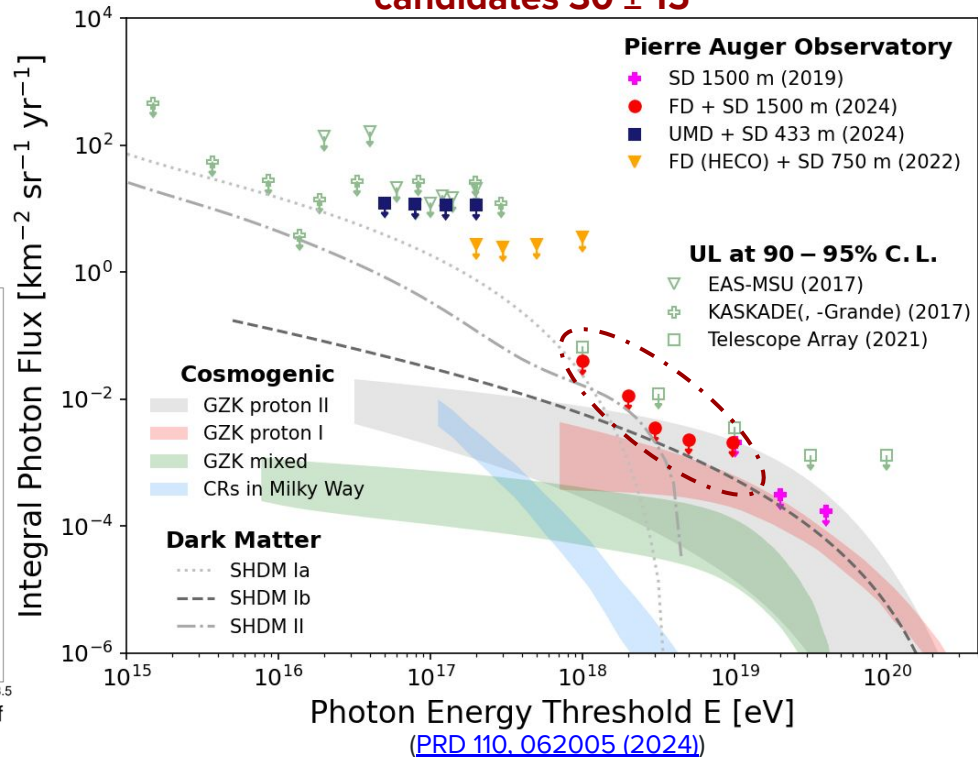 candidates 30 ± 15
10⁴
10²
10⁰
10⁻²
10⁻⁴
10⁻⁶
Integral Photon Flux [km⁻² sr⁻¹ yr⁻¹]
Pierre Auger Observatory
SD 1500 m (2019)
FD + SD 1500 m (2024)
UMD + SD 433 m (2024)
FD (HECO) + SD 750 m (2022)
UL at 90 – 95% C. L.
EAS-MSU (2017)
KASKADE(, -Grande) (2017)
Telescope Array (2021)
Cosmogenic
GZK proton II
GZK proton I
GZK mixed
CRs in Milky Way
Dark Matter
SHDM Ia
SHDM Ib
SHDM II
10¹⁵ 10¹⁶ 10¹⁷ 10¹⁸ 10¹⁹ 10²⁰
Photon Energy Threshold E [eV]
(PRD 110, 062005 (2024))